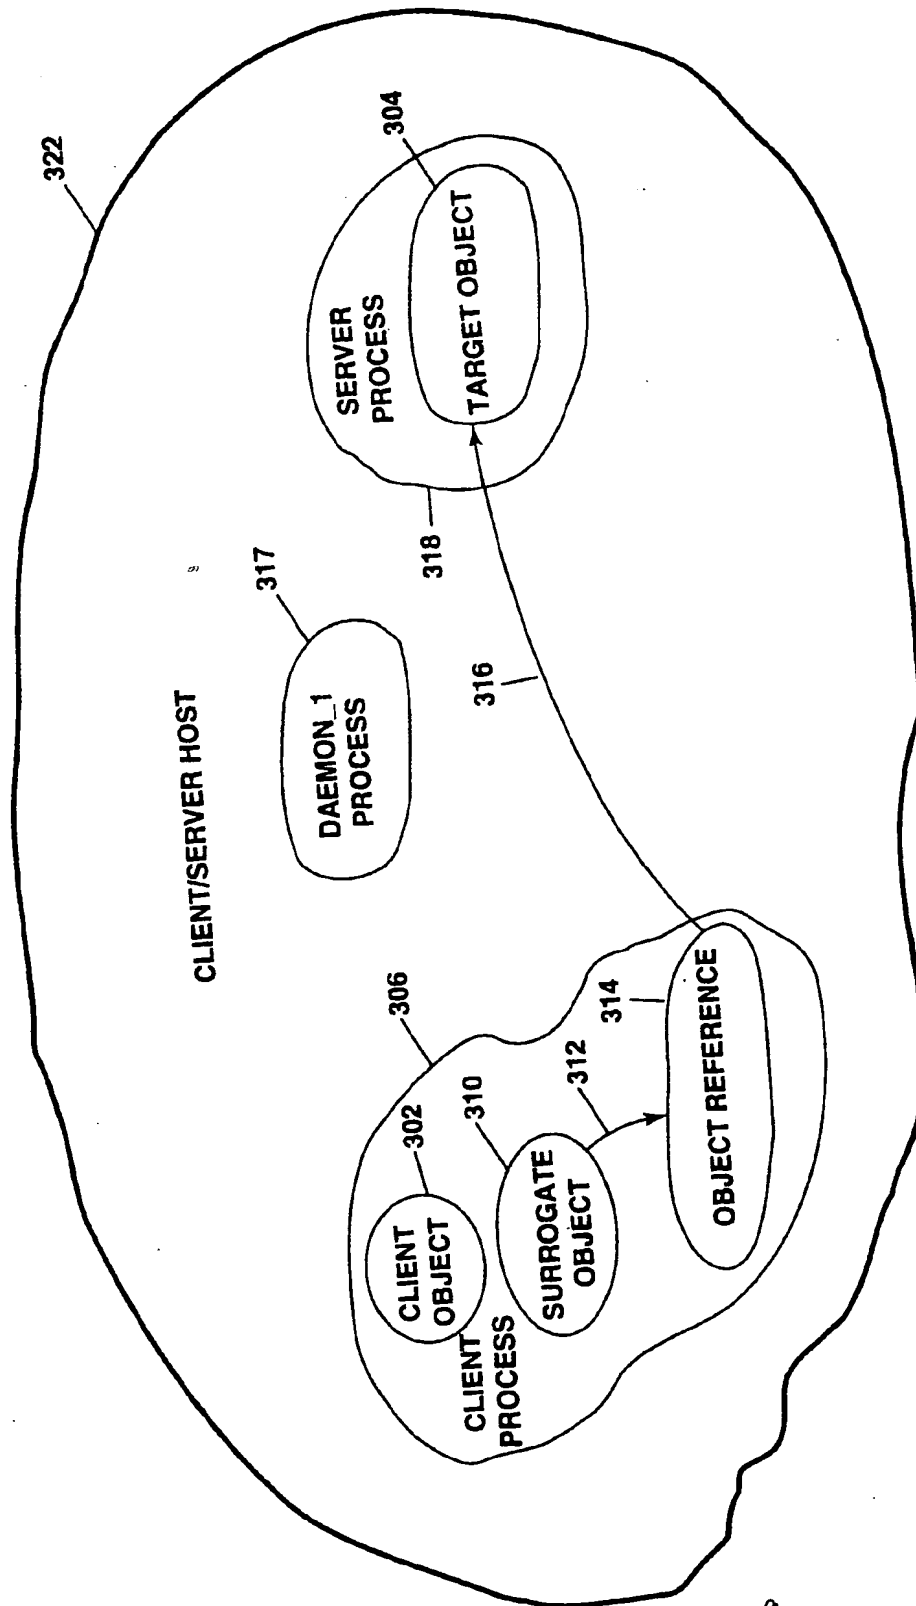 322
CLIENT/SERVER HOST
317
DAEMON_1
PROCESS
304
SERVER
PROCESS
TARGET OBJECT
318
316
306
302
CLIENT
OBJECT
CLIENT
PROCESS
310
SURROGATE
OBJECT
312
314
OBJECT REFERENCE